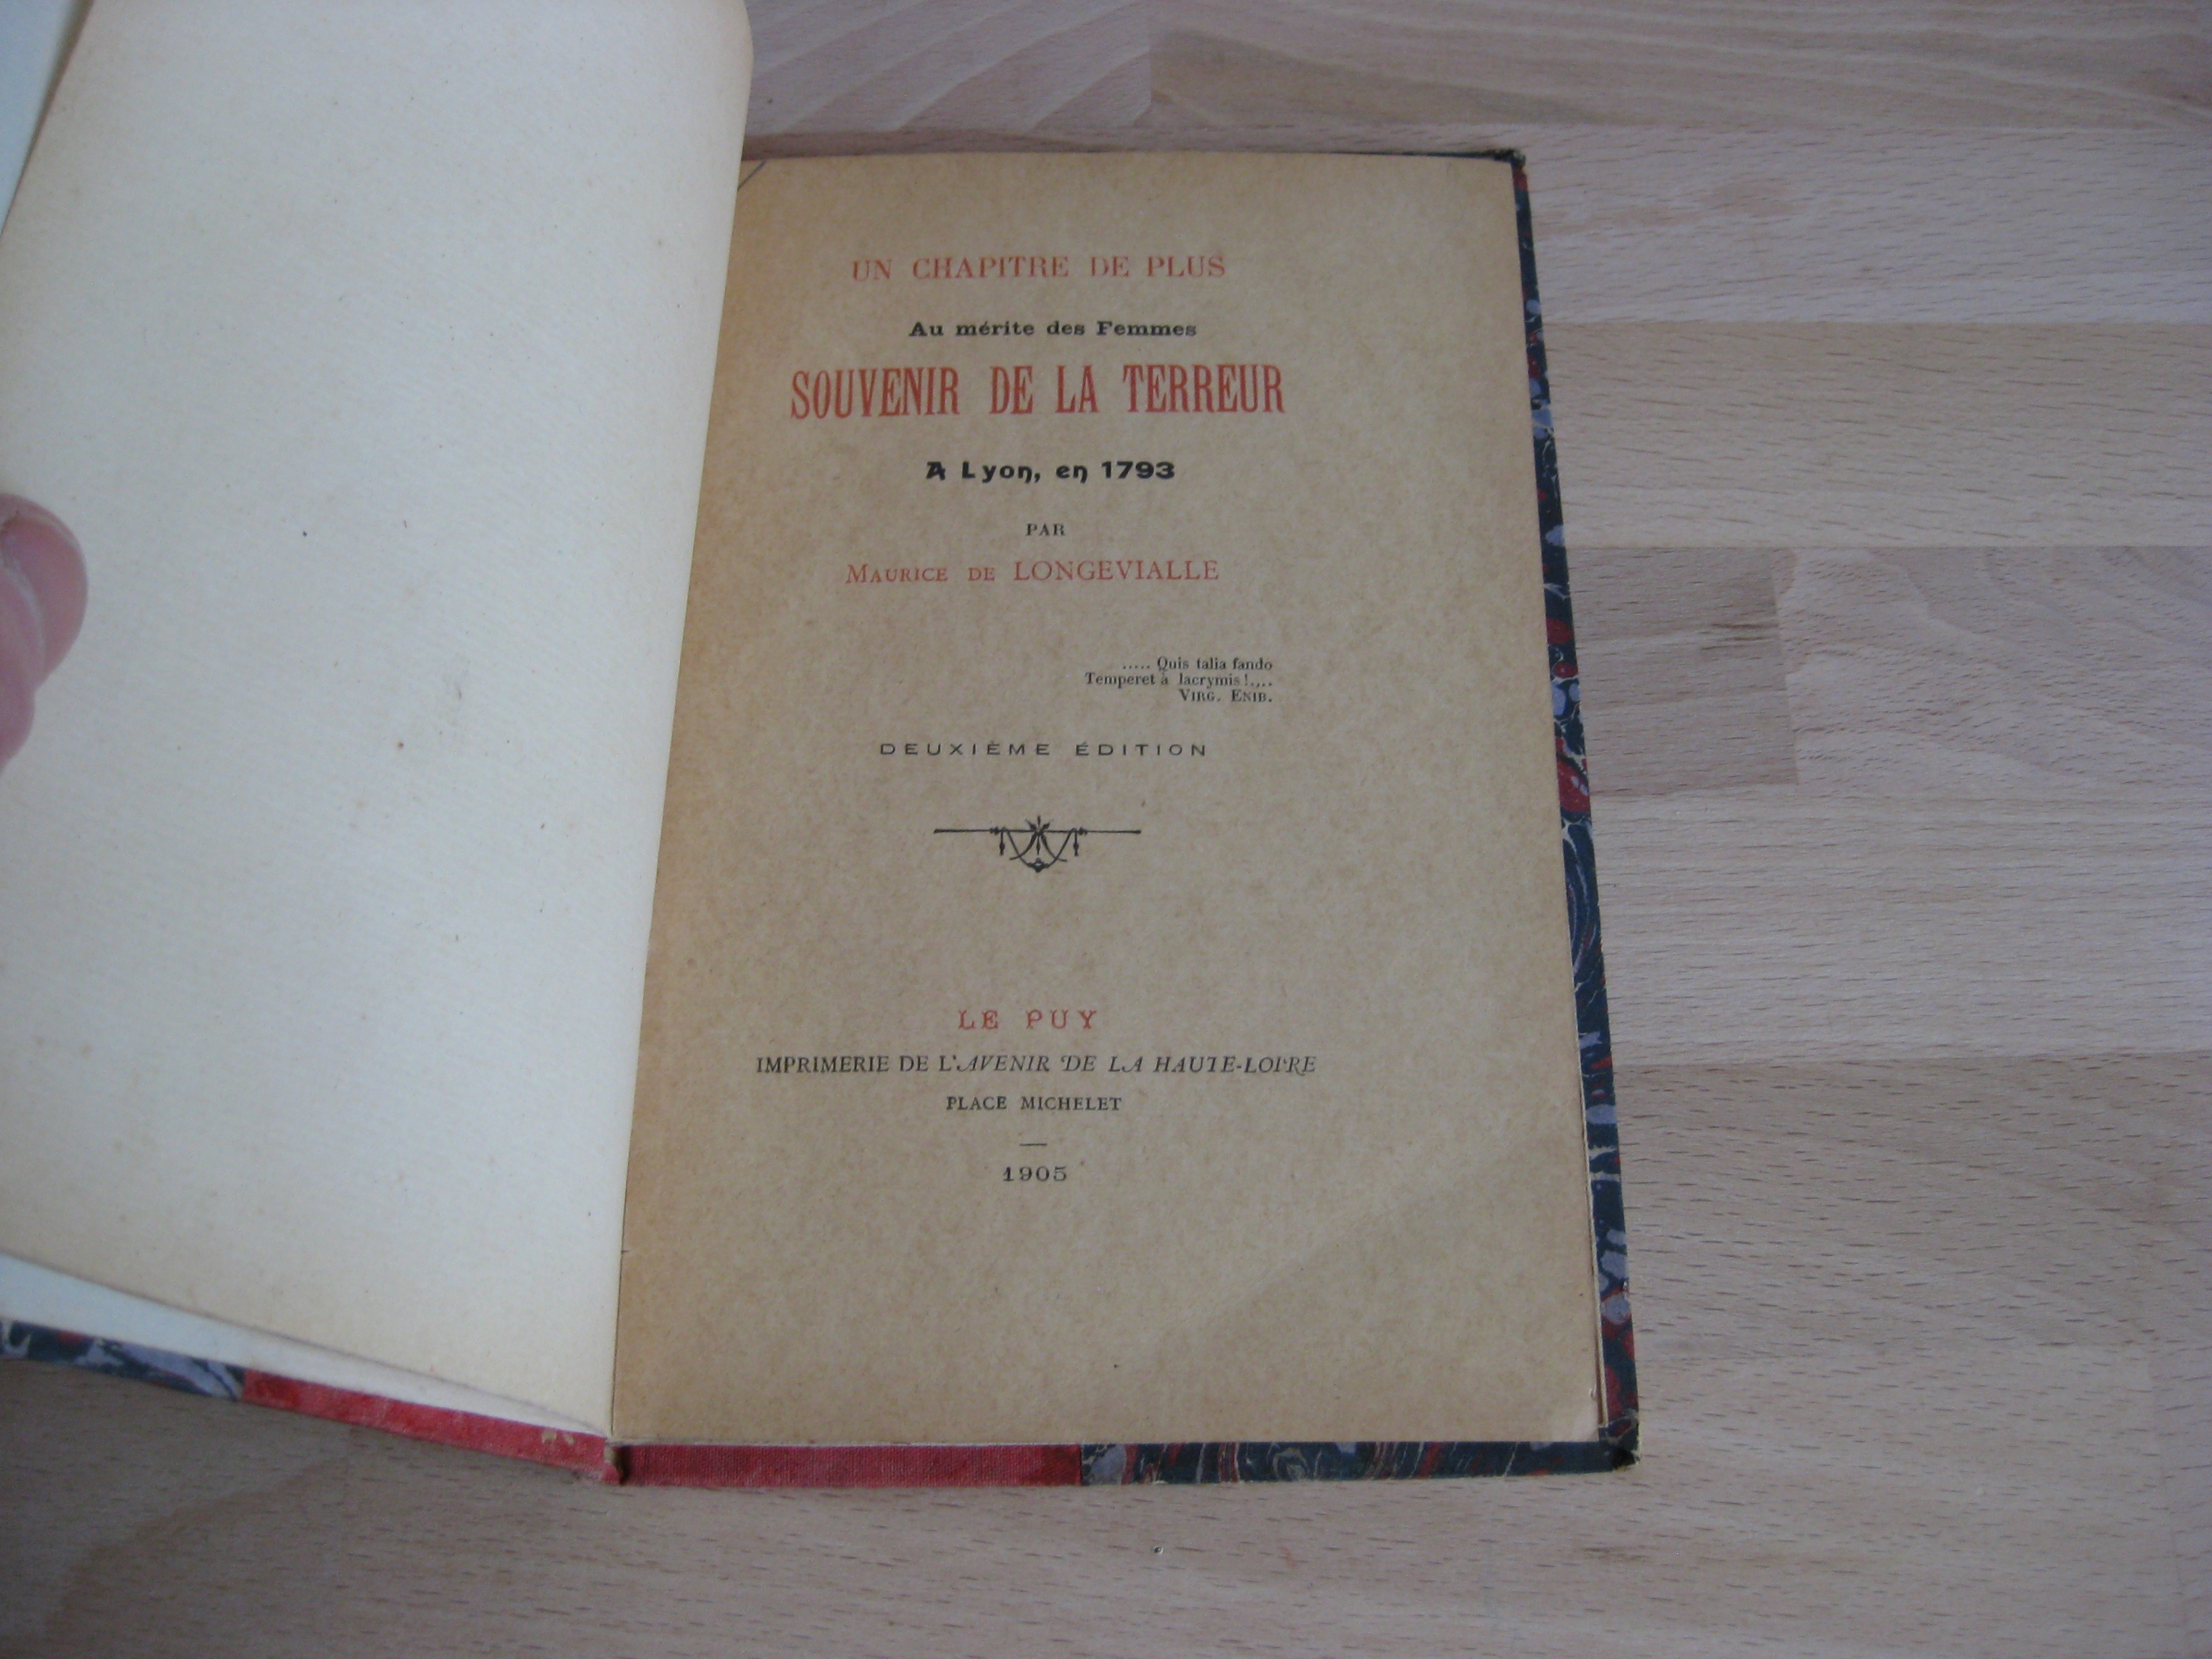 UN CHAPITRE DE PLUS
Au mérite des Femmes
SOUVENIR DE LA TERREUR
A Lyon, en 1793
PAR
MAURICE DE LONGEVIALLE
..... Quis talia fando
Temperet à lacrymis !....
VIRG. ENIB.
DEUXIÈME ÉDITION
LE PUY
IMPRIMERIE DE L'AVENIR DE LA HAUTE-LOIRE
PLACE MICHELET
1905